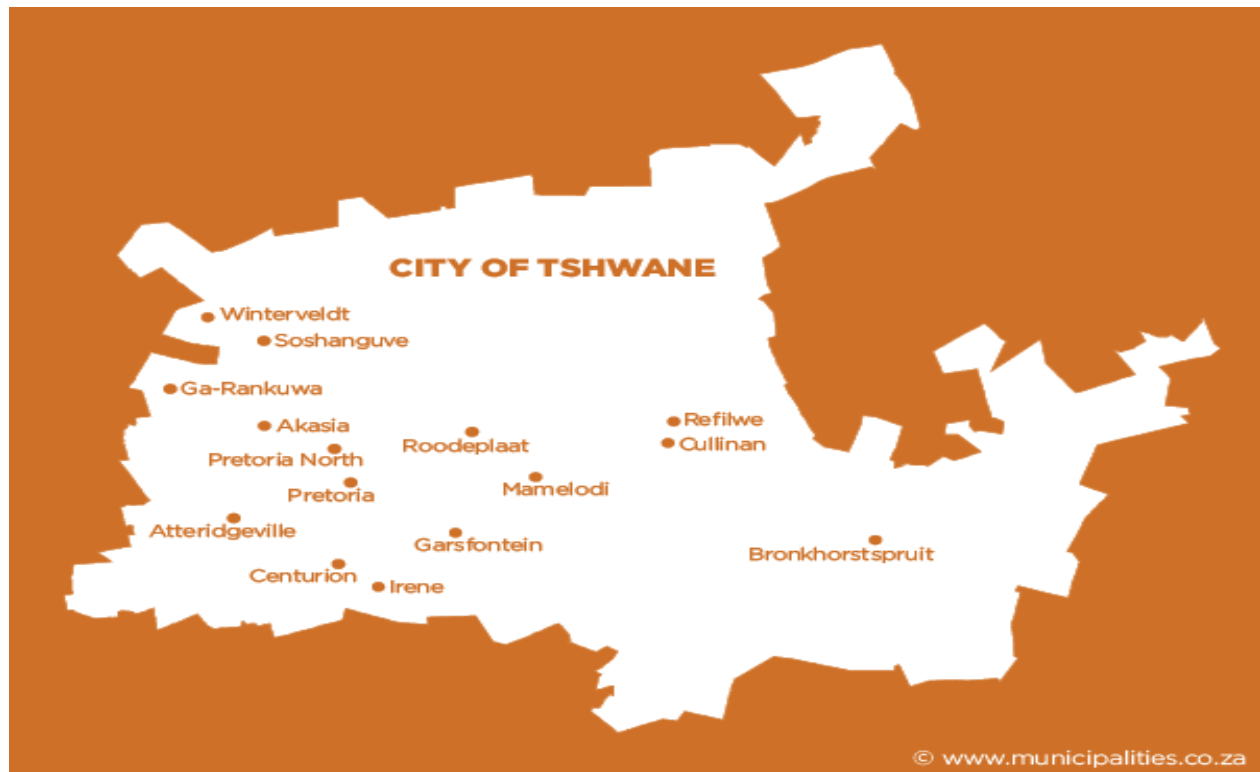 CITY OF TSHWANE
Winterveldt
Soshanguve
Ga-Rankuwa
Akasia
Refilwe
Roodeplaat
Cullinan
Pretoria North
Mamelodi
Pretoria
Atteridgeville
Garsfontein
Bronkhorstspruit
Centurion
Irene
© www.municipalities.co.za